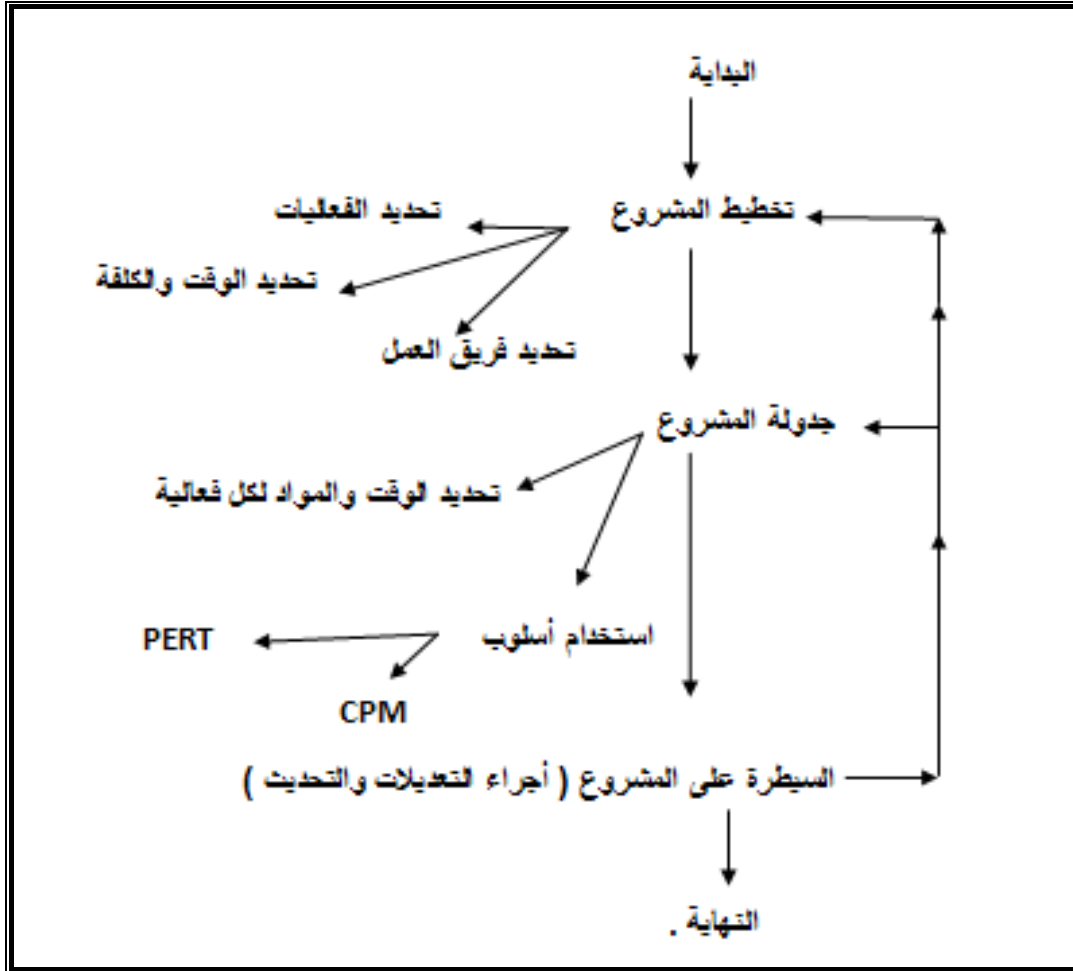 البداية
تخطيط المشروع
تحديد الفعاليات
تحديد الوقت والكلفة
تحديد فريق العمل
جدولة المشروع
تحديد الوقت والمواد لكل فعالية
استخدام أسلوب
PERT
CPM
السيطرة على المشروع ( أجراء التعديلات والتحديث )
النهاية .